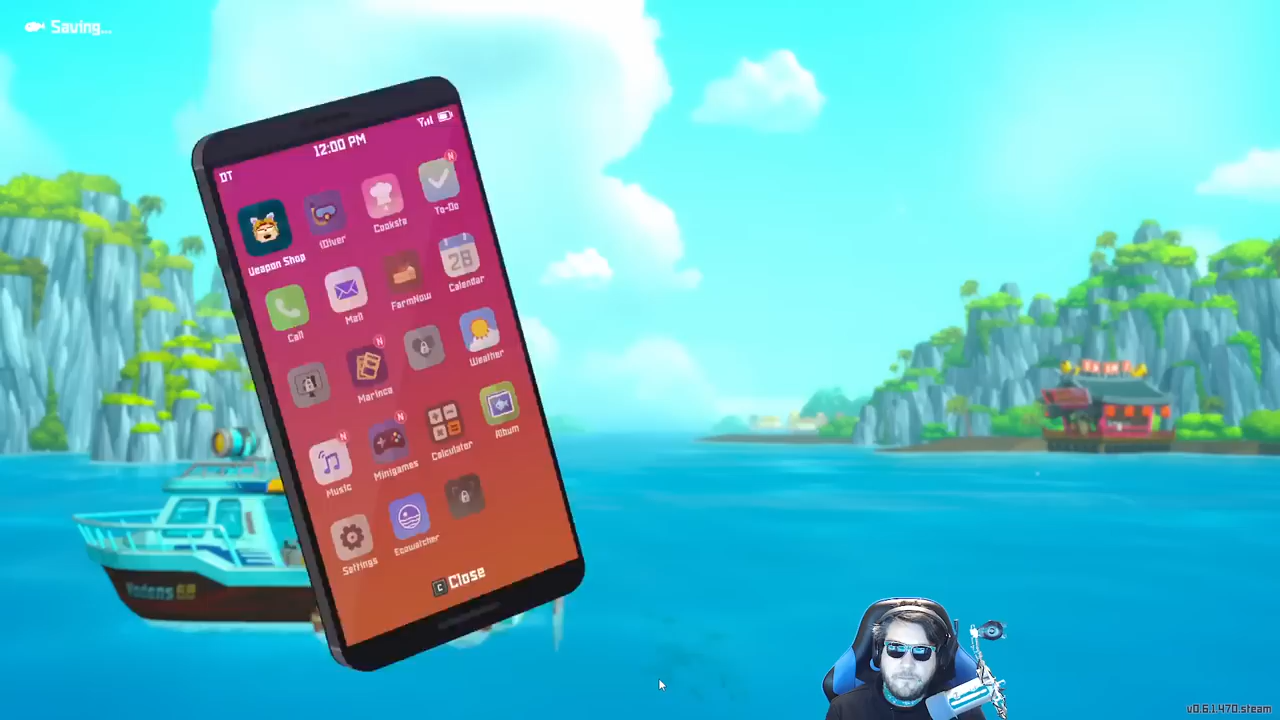 Saving...
12:00 PM
DT
Weapon Shop
iDiver
Cooksta
To-Do
N
Call
Mail
FarmNow
28
Calendar
Marinca
N
Weather
Music
N
Minigames
N
Calculator
Album
Settings
Ecowatcher
C Close
v0.6.1.470.steam